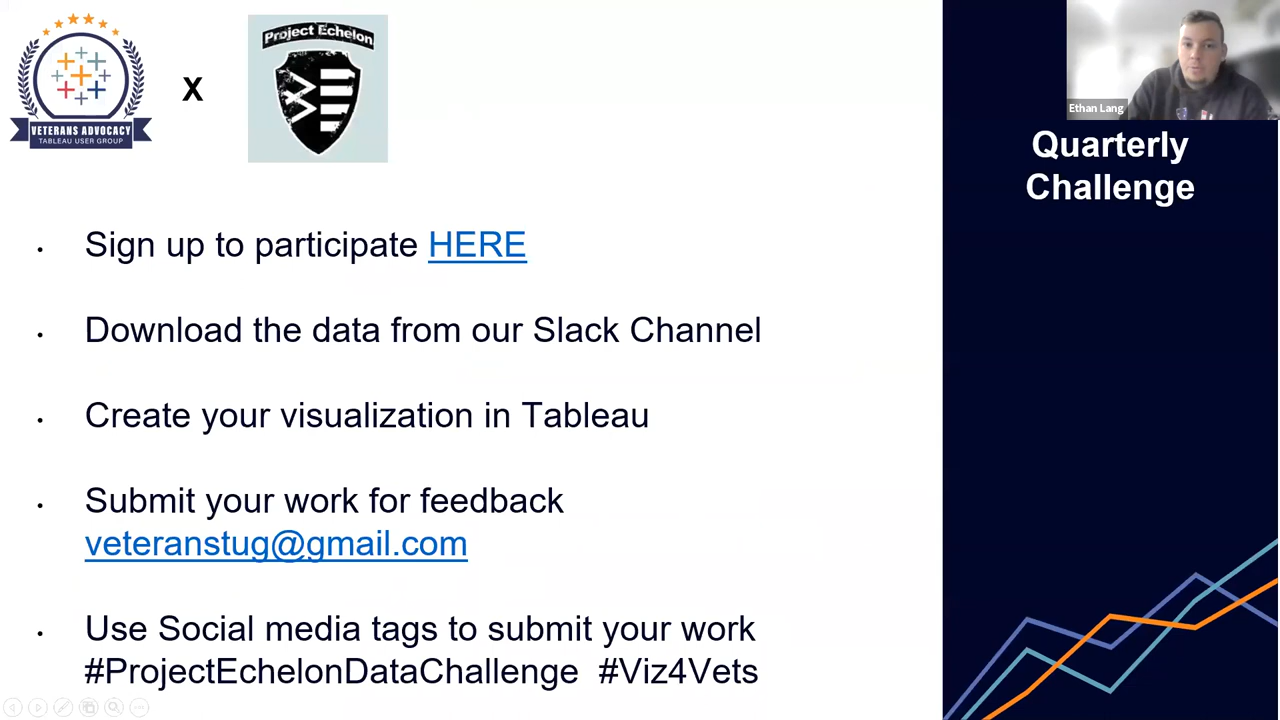 VETERANS ADVOCACY
TABLEAU USER GROUP
X
Project Echelon
Ethan Lang
Quarterly
Challenge
• Sign up to participate HERE
• Download the data from our Slack Channel
• Create your visualization in Tableau
• Submit your work for feedback
veteranstug@gmail.com
• Use Social media tags to submit your work
#ProjectEchelonDataChallenge #Viz4Vets